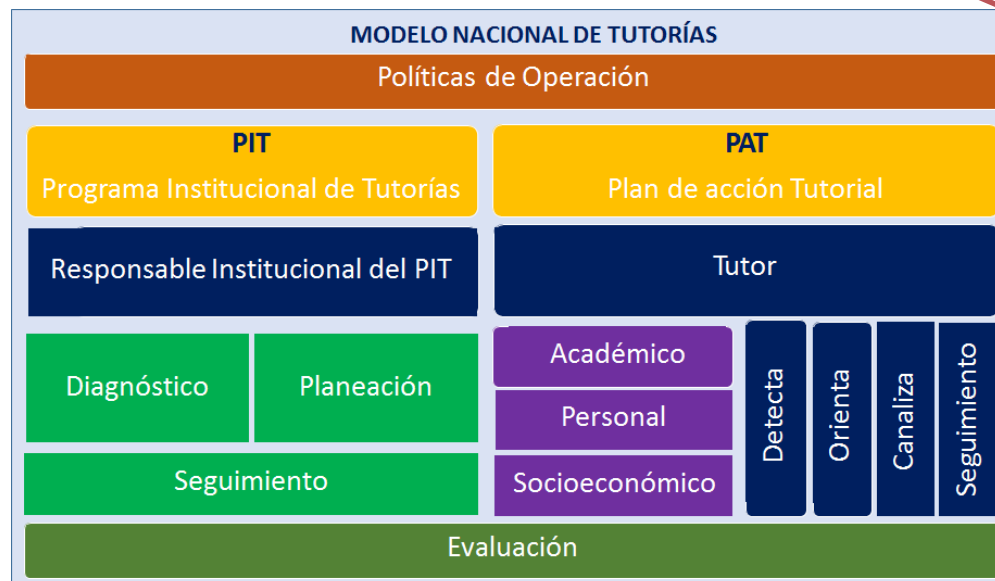 MODELO NACIONAL DE TUTORÍAS
Políticas de Operación
PIT
Programa Institucional de Tutorías
PAT
Plan de acción Tutorial
Responsable Institucional del PIT
Tutor
Diagnóstico
Planeación
Seguimiento
Académico
Personal
Socioeconómico
Detecta
Orienta
Canaliza
Seguimiento
Evaluación